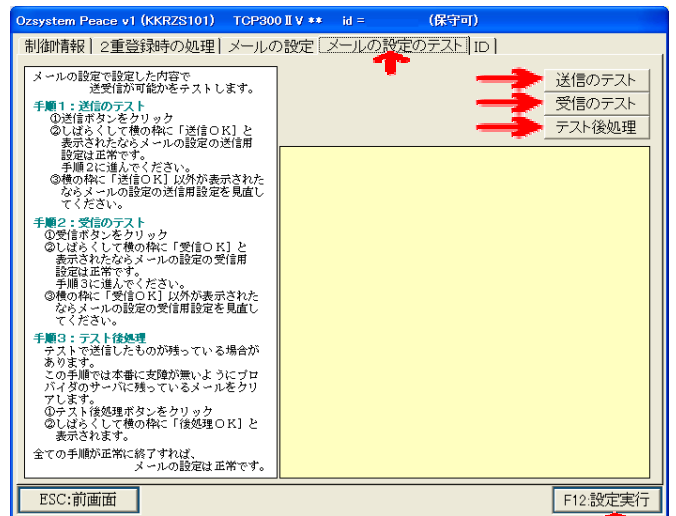 Ozsystem Peace v1 (KKRZS101) TCP300ⅡV ** id = (保守可)
制御情報 2重登録時の処理 メールの設定 メールの設定のテスト ID
メールの設定で設定した内容で
送受信が可能かをテストします。
手順1：送信のテスト
①送信ボタンをクリック
②しばらくして横の枠に「送信ＯＫ］と
表示されたならメールの設定の送信用
設定は正常です。
手順2に進んでください。
③横の枠に「送信ＯＫ］以外が表示された
ならメールの設定の送信用設定を見直し
てください。
手順2：受信のテスト
①受信ボタンをクリック
②しばらくして横の枠に「受信ＯＫ］と
表示されたならメールの設定の受信用
設定は正常です。
手順3に進んでください。
③横の枠に「受信ＯＫ］以外が表示された
ならメールの設定の受信用設定を見直し
てください。
手順3：テスト後処理
テストで送信したものが残っている場合が
あります。
この手順では本番に支障が無いようにプロ
バイダのサーバに残っているメールをクリ
アします。
①テスト後処理ボタンをクリック
②しばらくして横の枠に「後処理ＯＫ］と
表示されます。
全ての手順が正常に終了すれば、
メールの設定は正常です。
送信のテスト
受信のテスト
テスト後処理
ESC:前画面
F12:設定実行